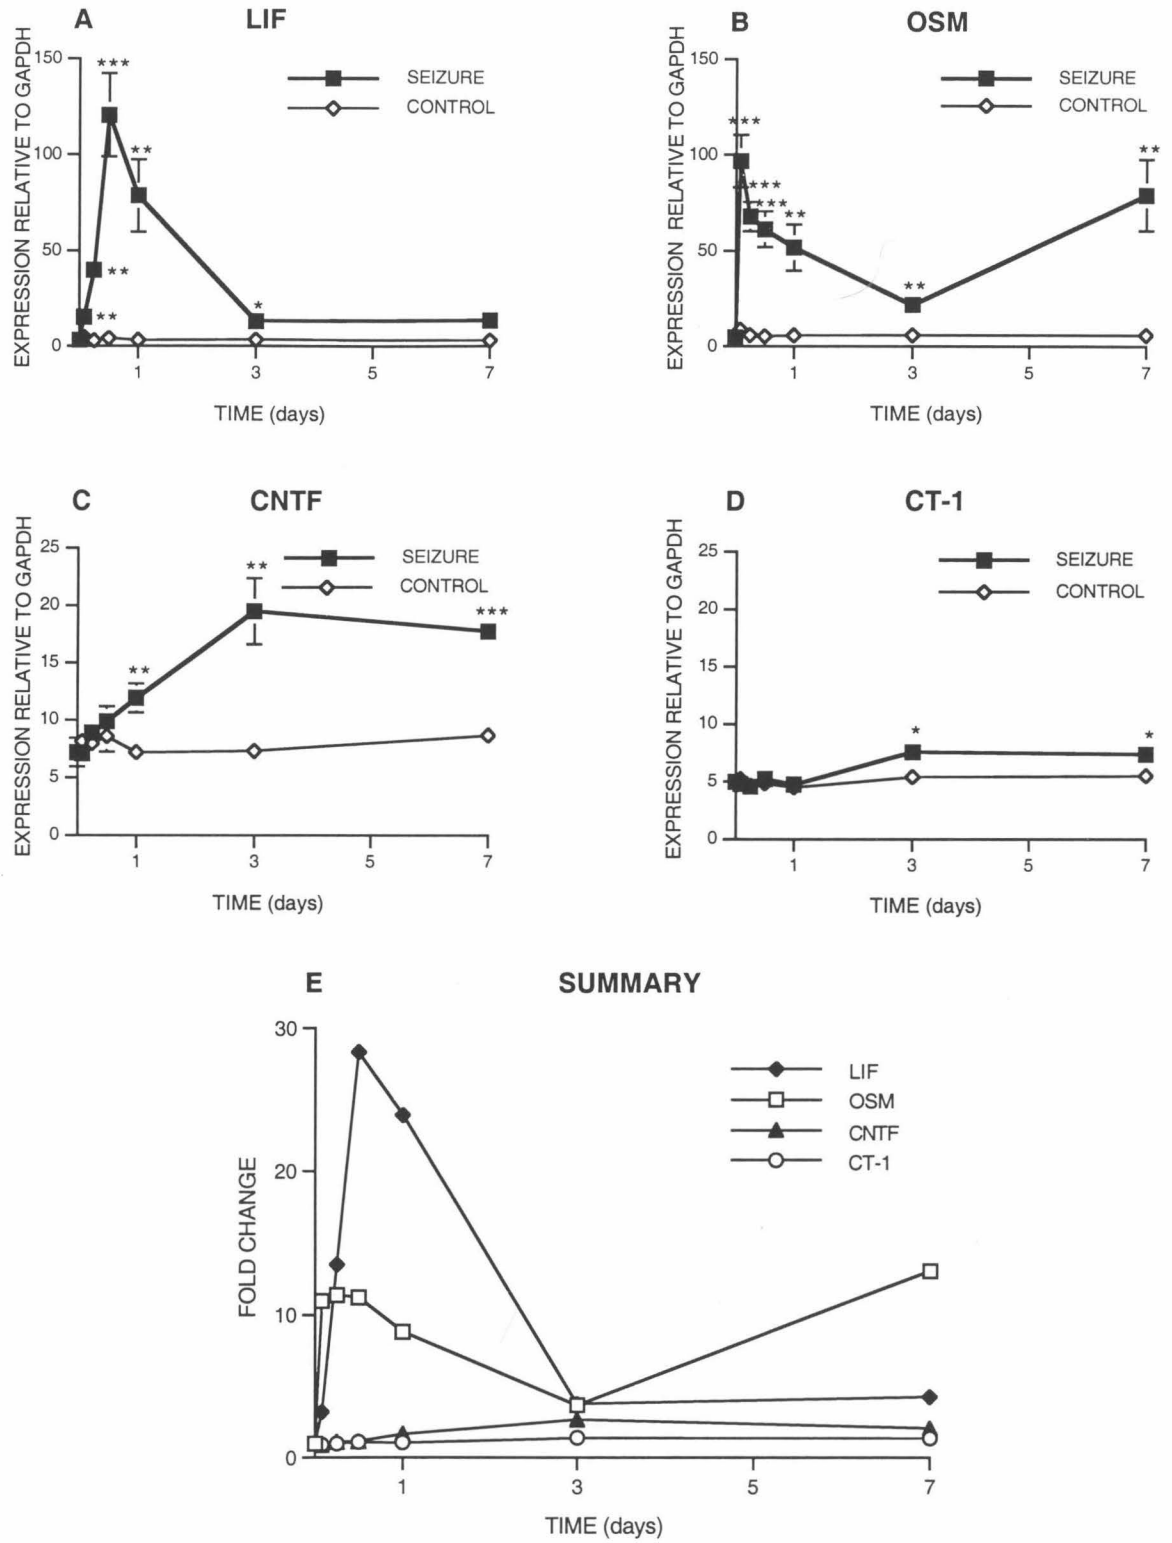 A LIF
EXPRESSION RELATIVE TO GAPDH
150
100
50
0
***
**
**
**
*
SEIZURE
CONTROL
1 3 5 7
TIME (days)
B OSM
EXPRESSION RELATIVE TO GAPDH
150
100
50
0
***
***
***
**
**
**
SEIZURE
CONTROL
1 3 5 7
TIME (days)
C CNTF
EXPRESSION RELATIVE TO GAPDH
25
20
15
10
5
0
**
**
***
SEIZURE
CONTROL
1 3 5 7
TIME (days)
D CT-1
EXPRESSION RELATIVE TO GAPDH
25
20
15
10
5
0
*
*
SEIZURE
CONTROL
1 3 5 7
TIME (days)
E SUMMARY
FOLD CHANGE
30
20
10
0
LIF
OSM
CNTF
CT-1
1 3 5 7
TIME (days)